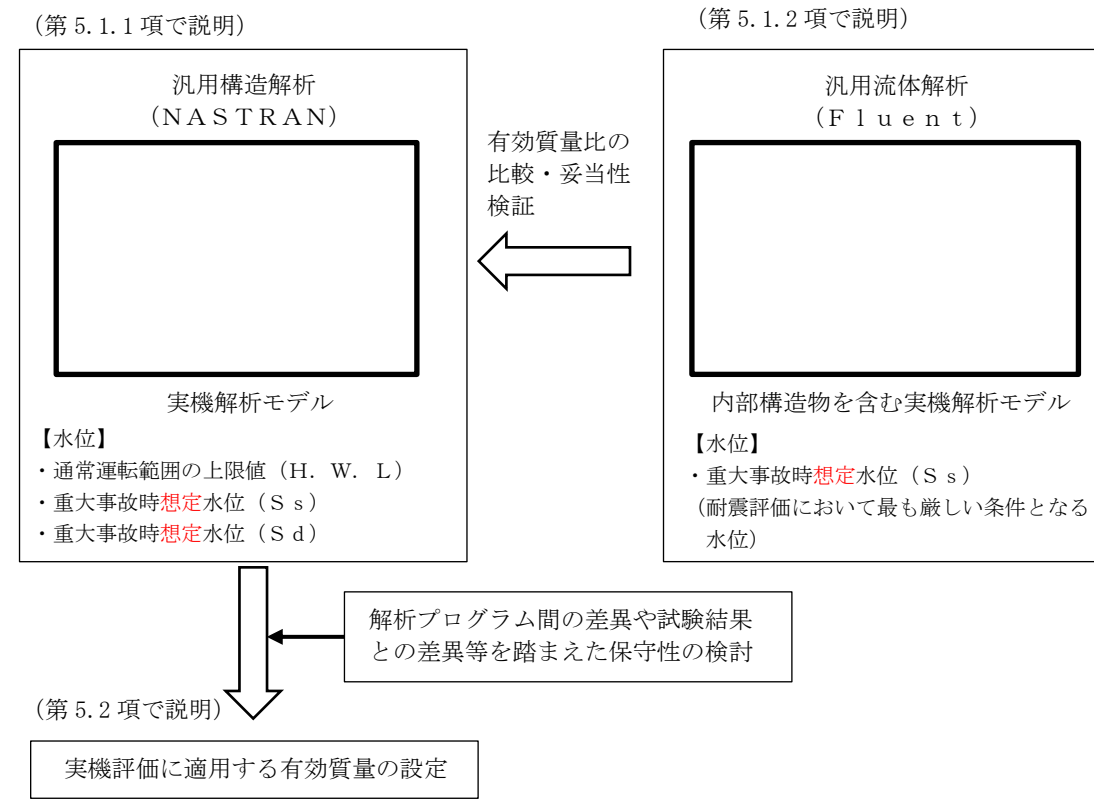 (第 5.1.1 項で説明)
汎用構造解析
(NASTRAN)
実機解析モデル
【水位】
・通常運転範囲の上限値（H．W．L）
・重大事故時想定水位（Ｓｓ）
・重大事故時想定水位（Ｓｄ）
有効質量比の
比較・妥当性
検証
(第 5.1.2 項で説明)
汎用流体解析
(Fluent)
内部構造物を含む実機解析モデル
【水位】
・重大事故時想定水位（Ｓｓ）
（耐震評価において最も厳しい条件となる
水位）
解析プログラム間の差異や試験結果
との差異等を踏まえた保守性の検討
(第 5.2 項で説明)
実機評価に適用する有効質量の設定